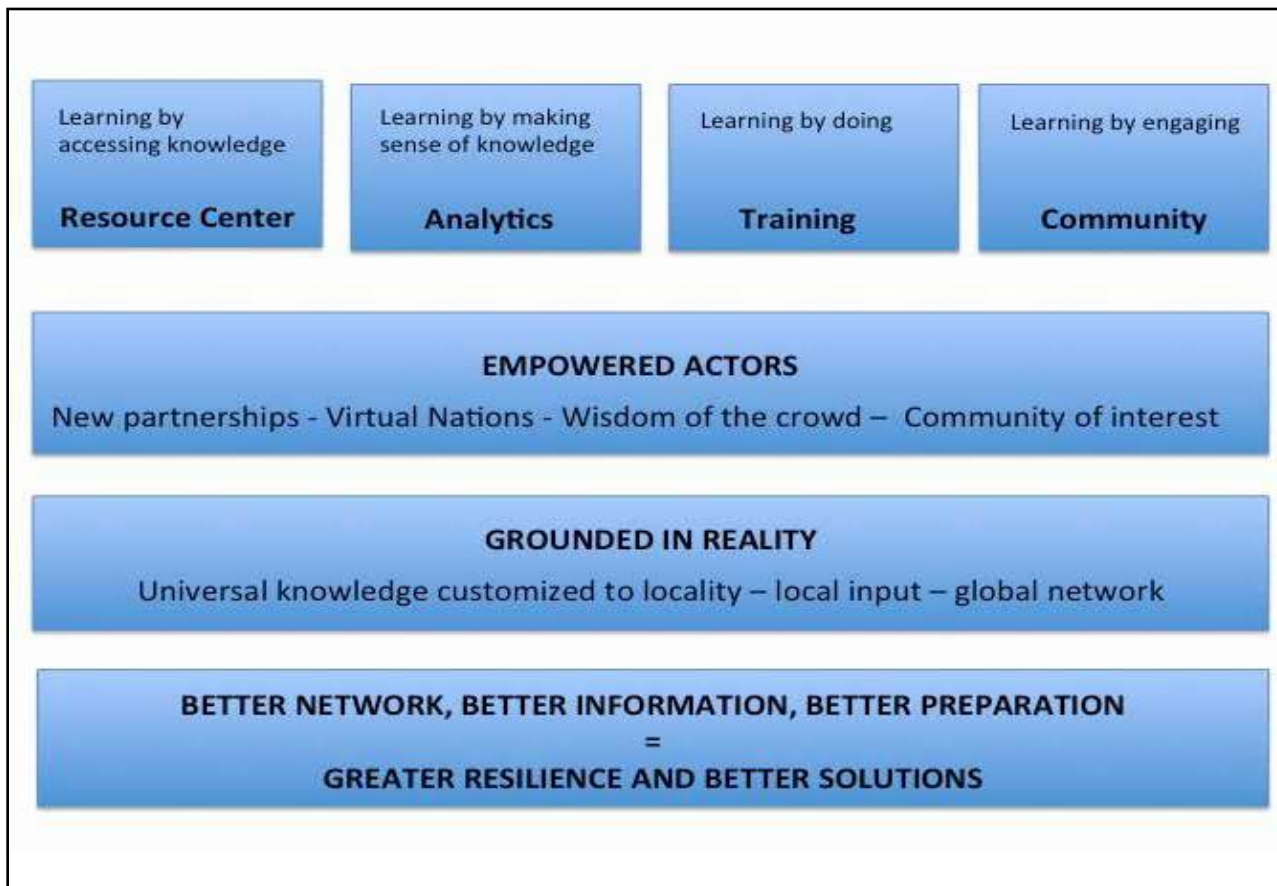 Learning by
accessing knowledge
Resource Center
Learning by making
sense of knowledge
Analytics
Learning by doing
Training
Learning by engaging
Community
EMPOWERED ACTORS
New partnerships - Virtual Nations - Wisdom of the crowd – Community of interest
GROUNDED IN REALITY
Universal knowledge customized to locality – local input – global network
BETTER NETWORK, BETTER INFORMATION, BETTER PREPARATION
=
GREATER RESILIENCE AND BETTER SOLUTIONS